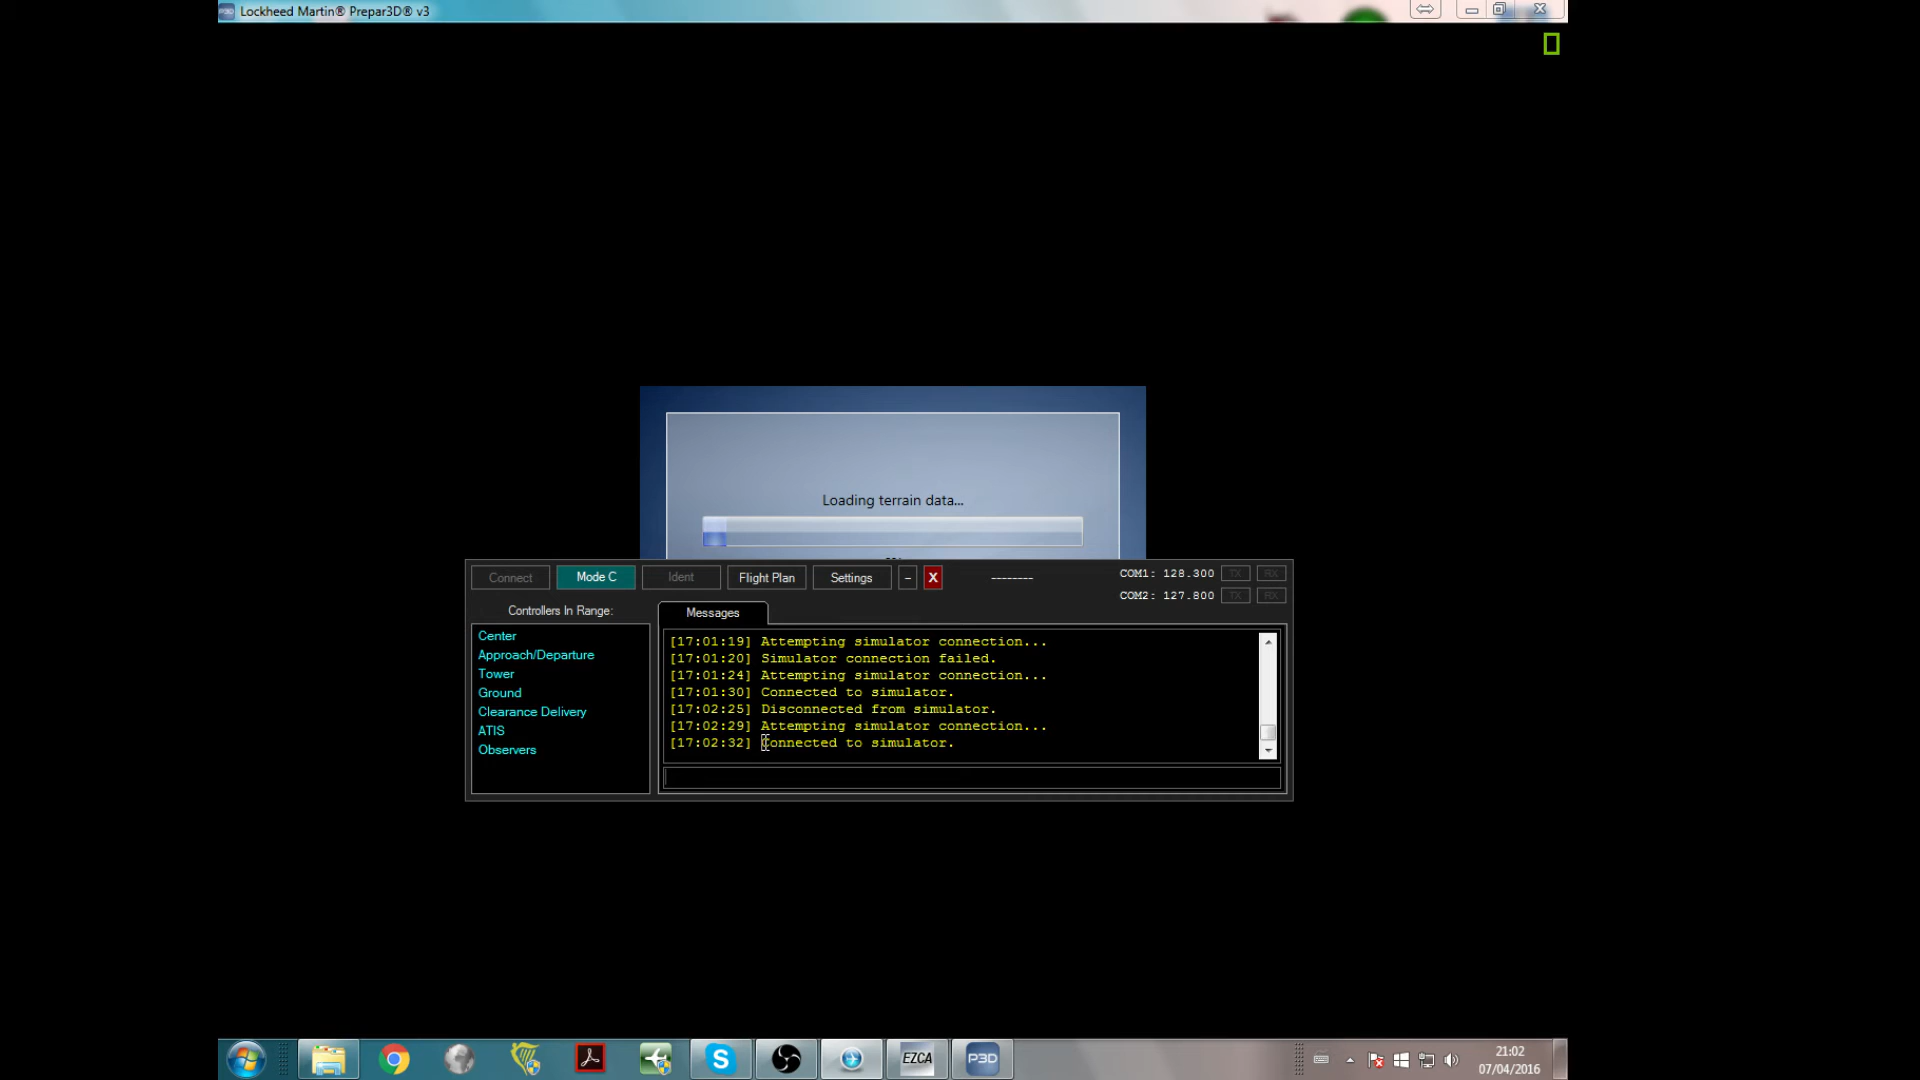 Lockheed Martin® Prepar3D® v3
Loading terrain data...
Connect
Mode C
Ident
Flight Plan
Settings
–
X
--------
COM1: 128.300 TX RX
COM2: 127.800 TX RX
Controllers In Range:
Center
Approach/Departure
Tower
Ground
Clearance Delivery
ATIS
Observers
Messages
[17:01:19] Attempting simulator connection...
[17:01:20] Simulator connection failed.
[17:01:24] Attempting simulator connection...
[17:01:30] Connected to simulator.
[17:02:25] Disconnected from simulator.
[17:02:29] Attempting simulator connection...
[17:02:32] Connected to simulator.
EZCA
P3D
21:02
07/04/2016